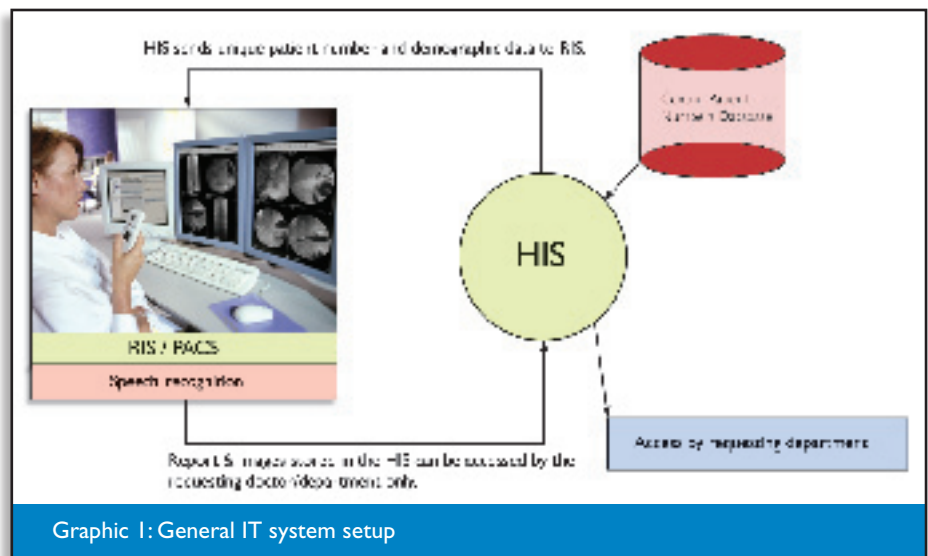 HIS sends unique patient number and demographic data to RIS.
Numbers Database
HIS
RIS / PACS
Speech recognition
Access by requesting department
Report & images stored in the HIS can be accessed by the
requesting doctor/department only.
Graphic 1: General IT system setup